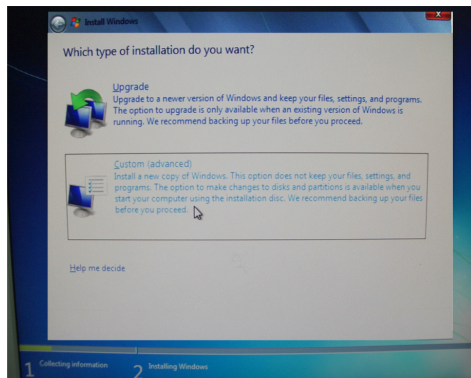 Install Windows
Which type of installation do you want?
Upgrade
Upgrade to a newer version of Windows and keep your files, settings, and programs.
The option to upgrade is only available when an existing version of Windows is
running. We recommend backing up your files before you proceed.
Custom (advanced)
Install a new copy of Windows. This option does not keep your files, settings, and
programs. The option to make changes to disks and partitions is available when you
start your computer using the installation disc. We recommend backing up your files
before you proceed.
Help me decide
1 Collecting information
2 Installing Windows